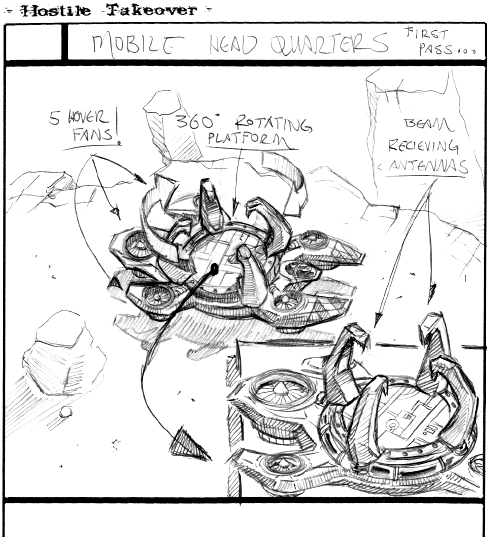 Hostile Takeover
MOBILE HEAD QUARTERS
FIRST
PASS...
5 HOVER
FANS!
360° ROTATING
PLATFORM
BEAM
RECIEVING
ANTENNAS